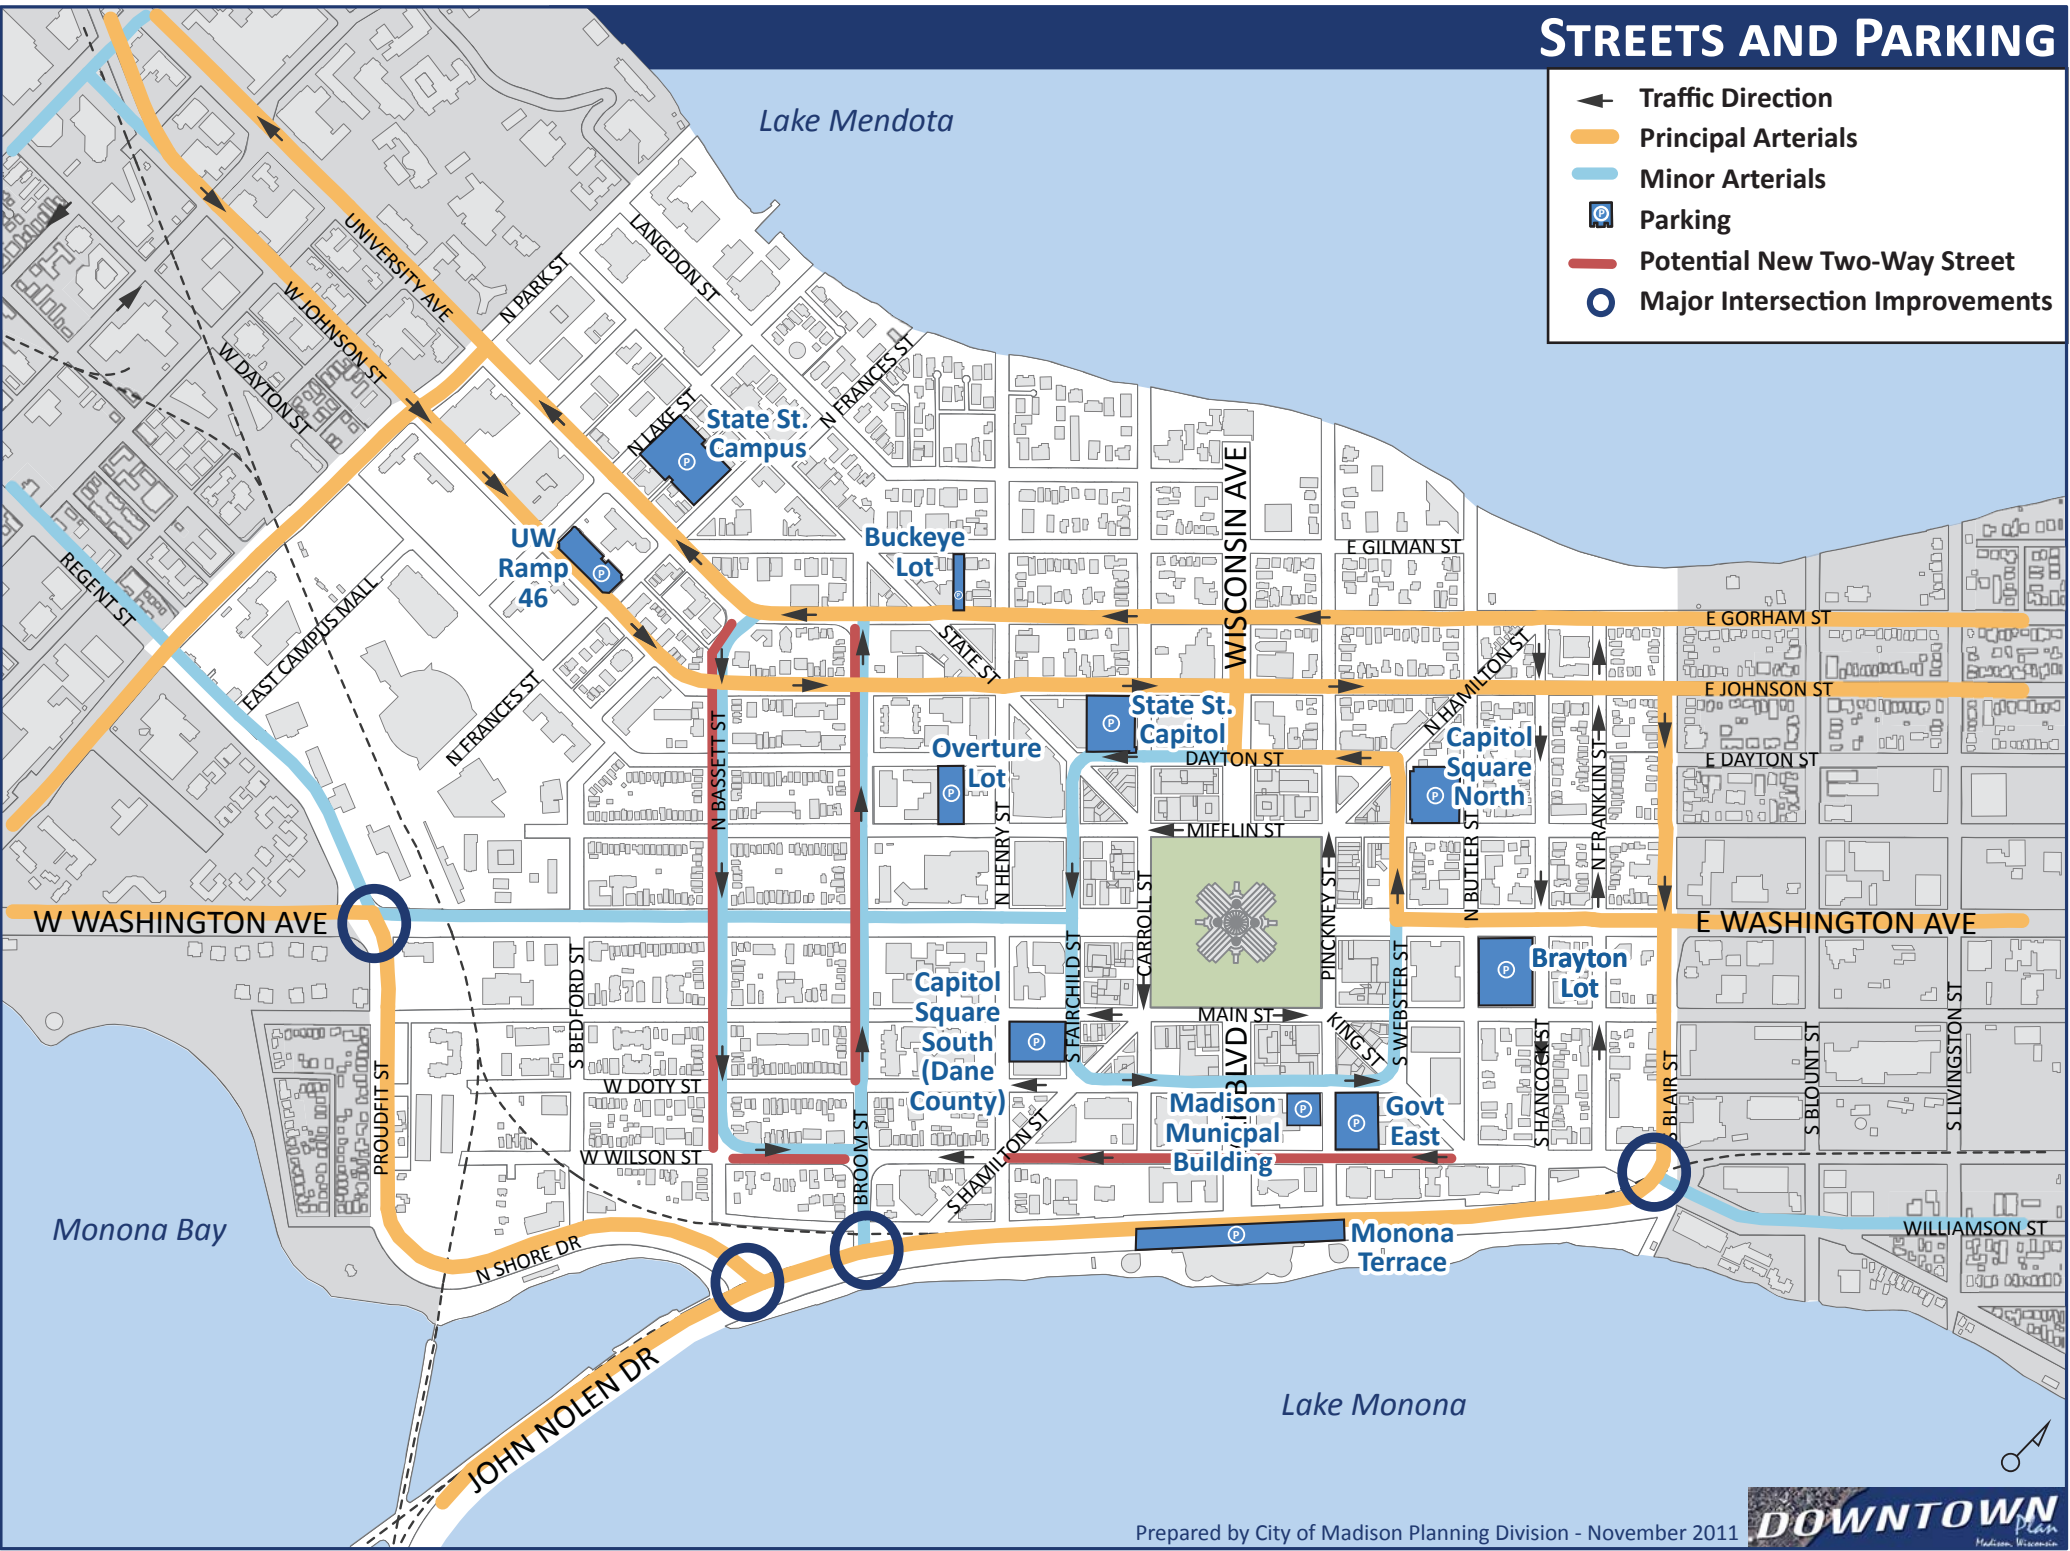 STREETS AND PARKING
Traffic Direction
Principal Arterials
Minor Arterials
P
Parking
Potential New Two-Way Street
Major Intersection Improvements
Lake Mendota
UNIVERSITY AVE
LANGDON ST
N PARK ST
W JOHNSON ST
W DAYTON ST
N FRANCES ST
N LAKE ST
State St.
Campus
P
WISCONSIN AVE
UW
Ramp
46
P
Buckeye
Lot
P
E GILMAN ST
REGENT ST
EAST CAMPUS MALL
N FRANCES ST
STATE ST
N HAMILTON ST
E GORHAM ST
E JOHNSON ST
State St.
Capitol
P
N BASSETT ST
Overture
Lot
P
DAYTON ST
Capitol
Square
North
P
E DAYTON ST
N HENRY ST
MIFFLIN ST
N BUTLER ST
N FRANKLIN ST
CARROLL ST
PINCKNEY ST
W WASHINGTON AVE
E WASHINGTON AVE
S BEDFORD ST
S FAIRCHILD ST
S WEBSTER ST
Brayton
Lot
P
Capitol
Square
South
(Dane
County)
P
MAIN ST
KING ST
BLVD
S HANCOCK ST
S BLAIR ST
S BLOUNT ST
S LIVINGSTON ST
PROUDFIT ST
W DOTY ST
Madison
Municpal
Building
P
Govt
East
P
W WILSON ST
BROOM ST
S HAMILTON ST
Monona Bay
N SHORE DR
P
Monona
Terrace
WILLIAMSON ST
JOHN NOLEN DR
Lake Monona
Prepared by City of Madison Planning Division - November 2011
DOWNTOWN
Plan
Madison, Wisconsin